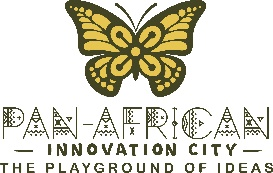 PAN-AFRICAN
— INNOVATION CITY —
THE PLAYGROUND OF IDEAS